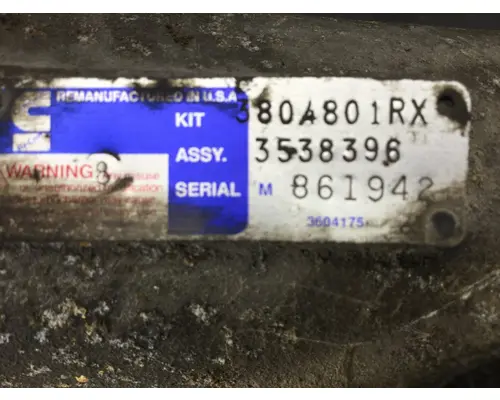 REMANUFACTURED IN U.S.A
KIT 380A801RX
ASSY. 3538396
SERIAL M 861942
WARNING
3604175